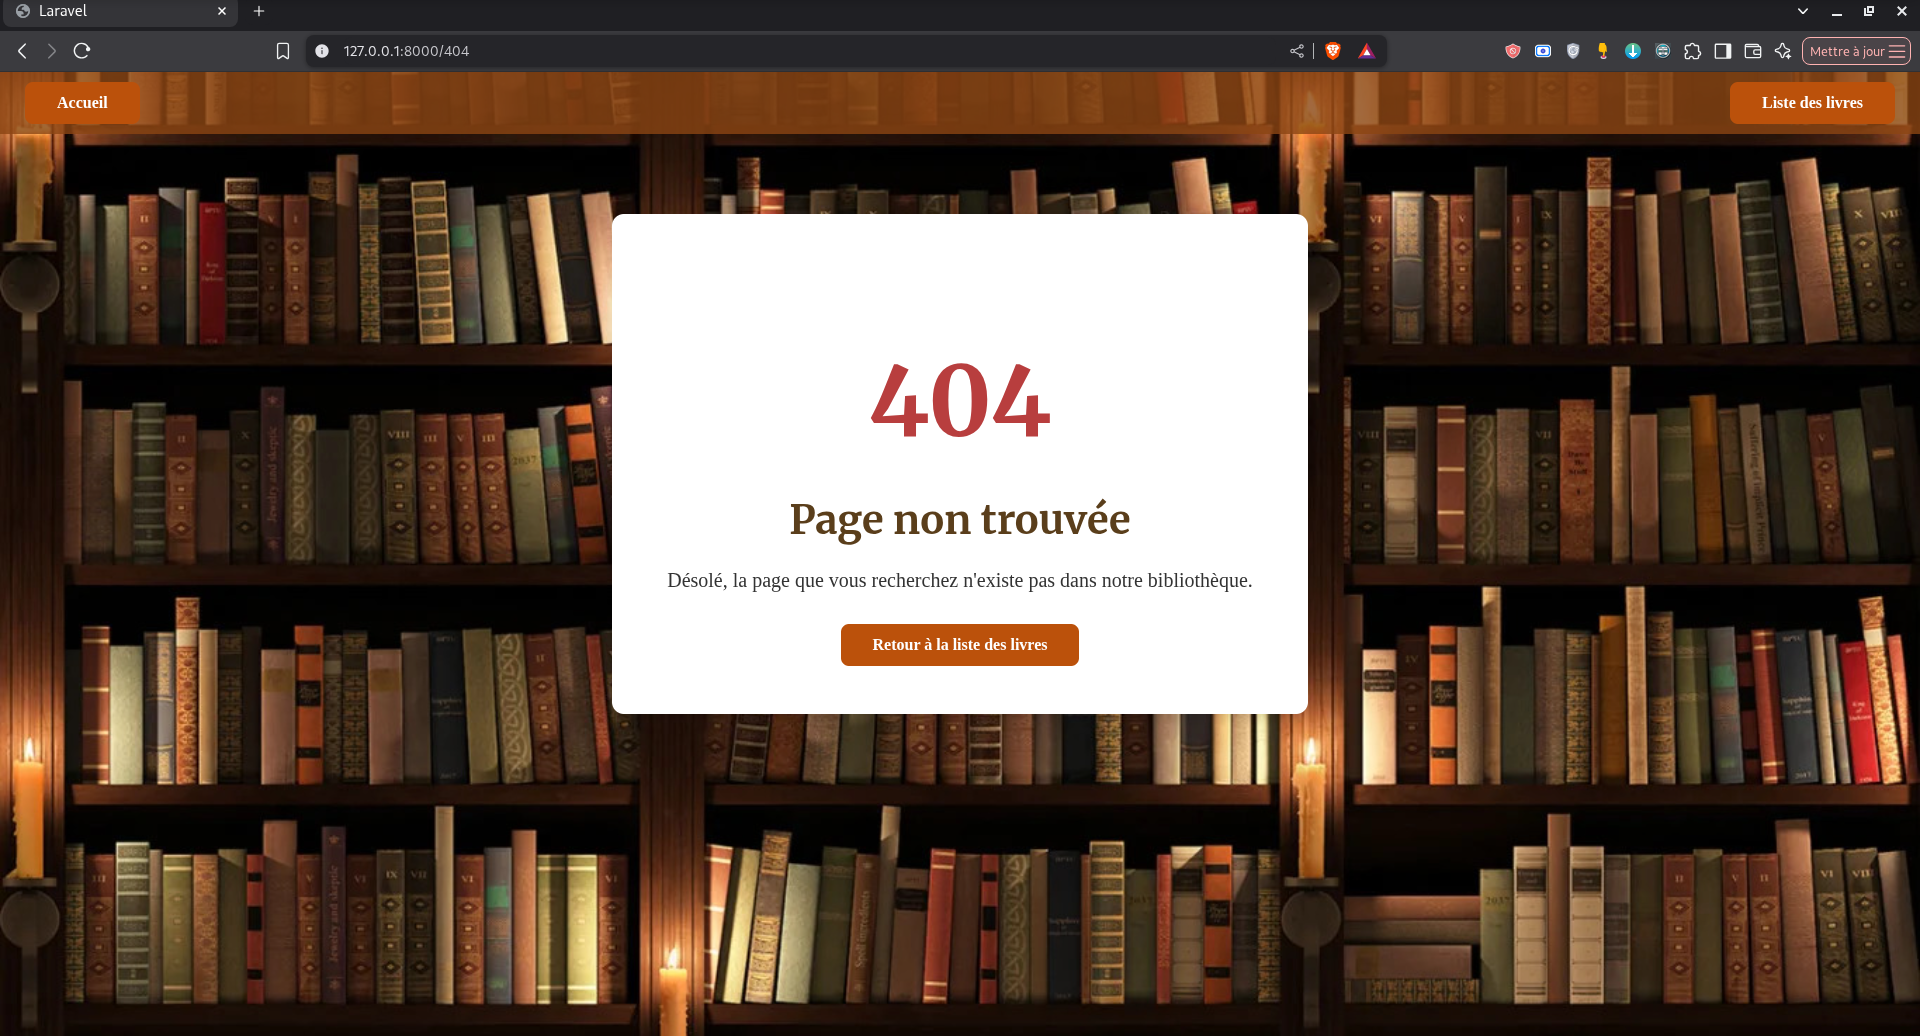 Laravel
127.0.0.1:8000/404
Mettre à jour
Accueil
Liste des livres
404
Page non trouvée
Désolé, la page que vous recherchez n'existe pas dans notre bibliothèque.
Retour à la liste des livres